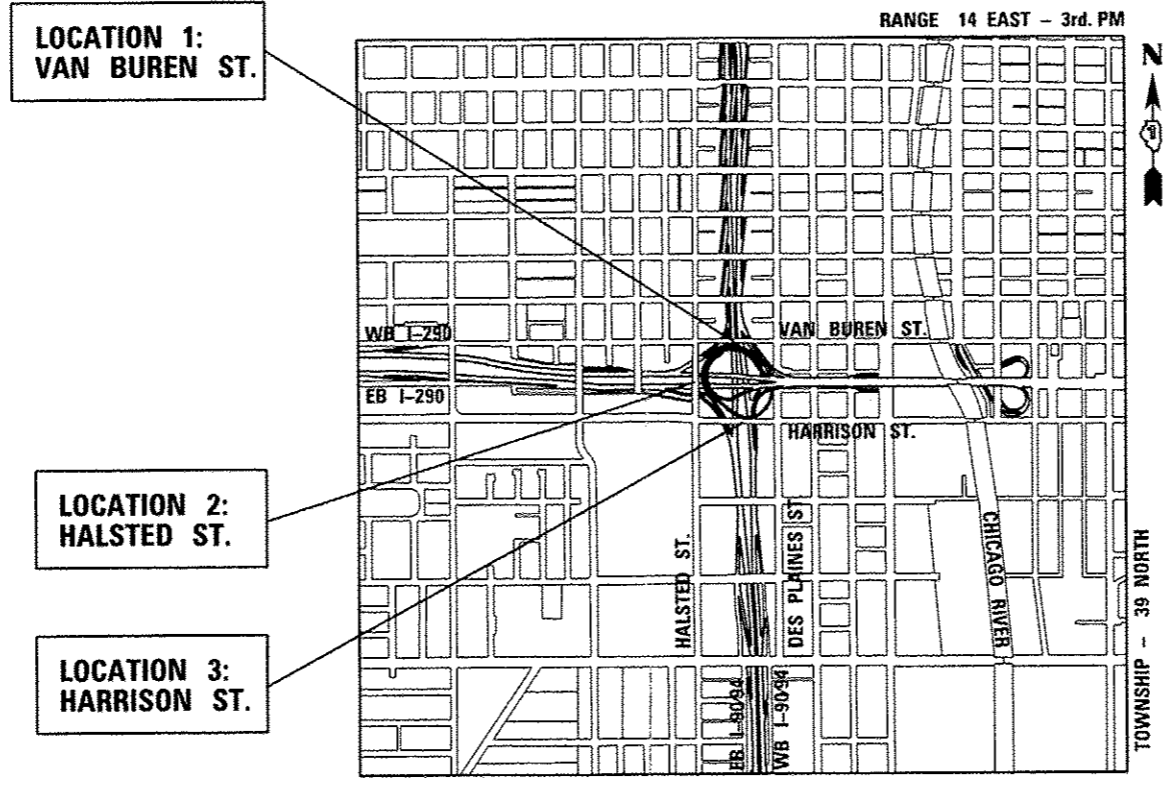 RANGE 14 EAST - 3rd. PM
LOCATION 1:
VAN BUREN ST.
N
WB I-290
VAN BUREN ST.
EB I-290
HARRISON ST.
LOCATION 2:
HALSTED ST.
HALSTED ST.
DES PLAINES ST
CHICAGO RIVER
TOWNSHIP - 39 NORTH
LOCATION 3:
HARRISON ST.
EB I-90/94
WB I-90/94